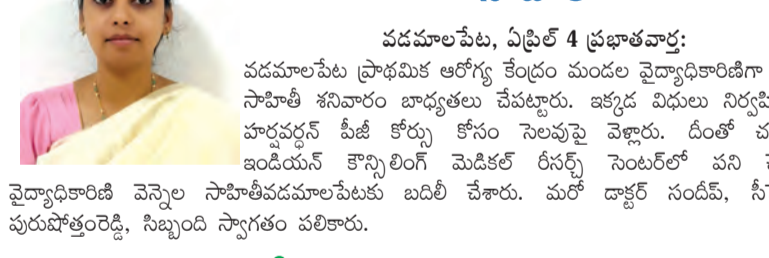 వడమాలపేట, ఏప్రిల్ 4 ప్రభాతవార్త:
వడమాలపేట ప్రాథమిక ఆరోగ్య కేంద్రం మండల వైద్యాధికారిణిగా
సాహితీ శనివారం బాధ్యతలు చేపట్టారు. ఇక్కడ విధులు
హర్షవర్ధన్ పీజీ కోర్సు కోసం సెలవుపై వెళ్లారు. దీంతో
ఇండియన్ కౌన్సిలింగ్ మెడికల్ రీసర్చ్ సెంటర్‌లో పని
వైద్యాధికారిణి వెన్నెల సాహితీవడమాలపేటకు బదిలీ చేశారు. మరో డాక్టర్ సందీప్,
పురుషోత్తంరెడ్డి, సిబ్బంది స్వాగతం పలికారు.